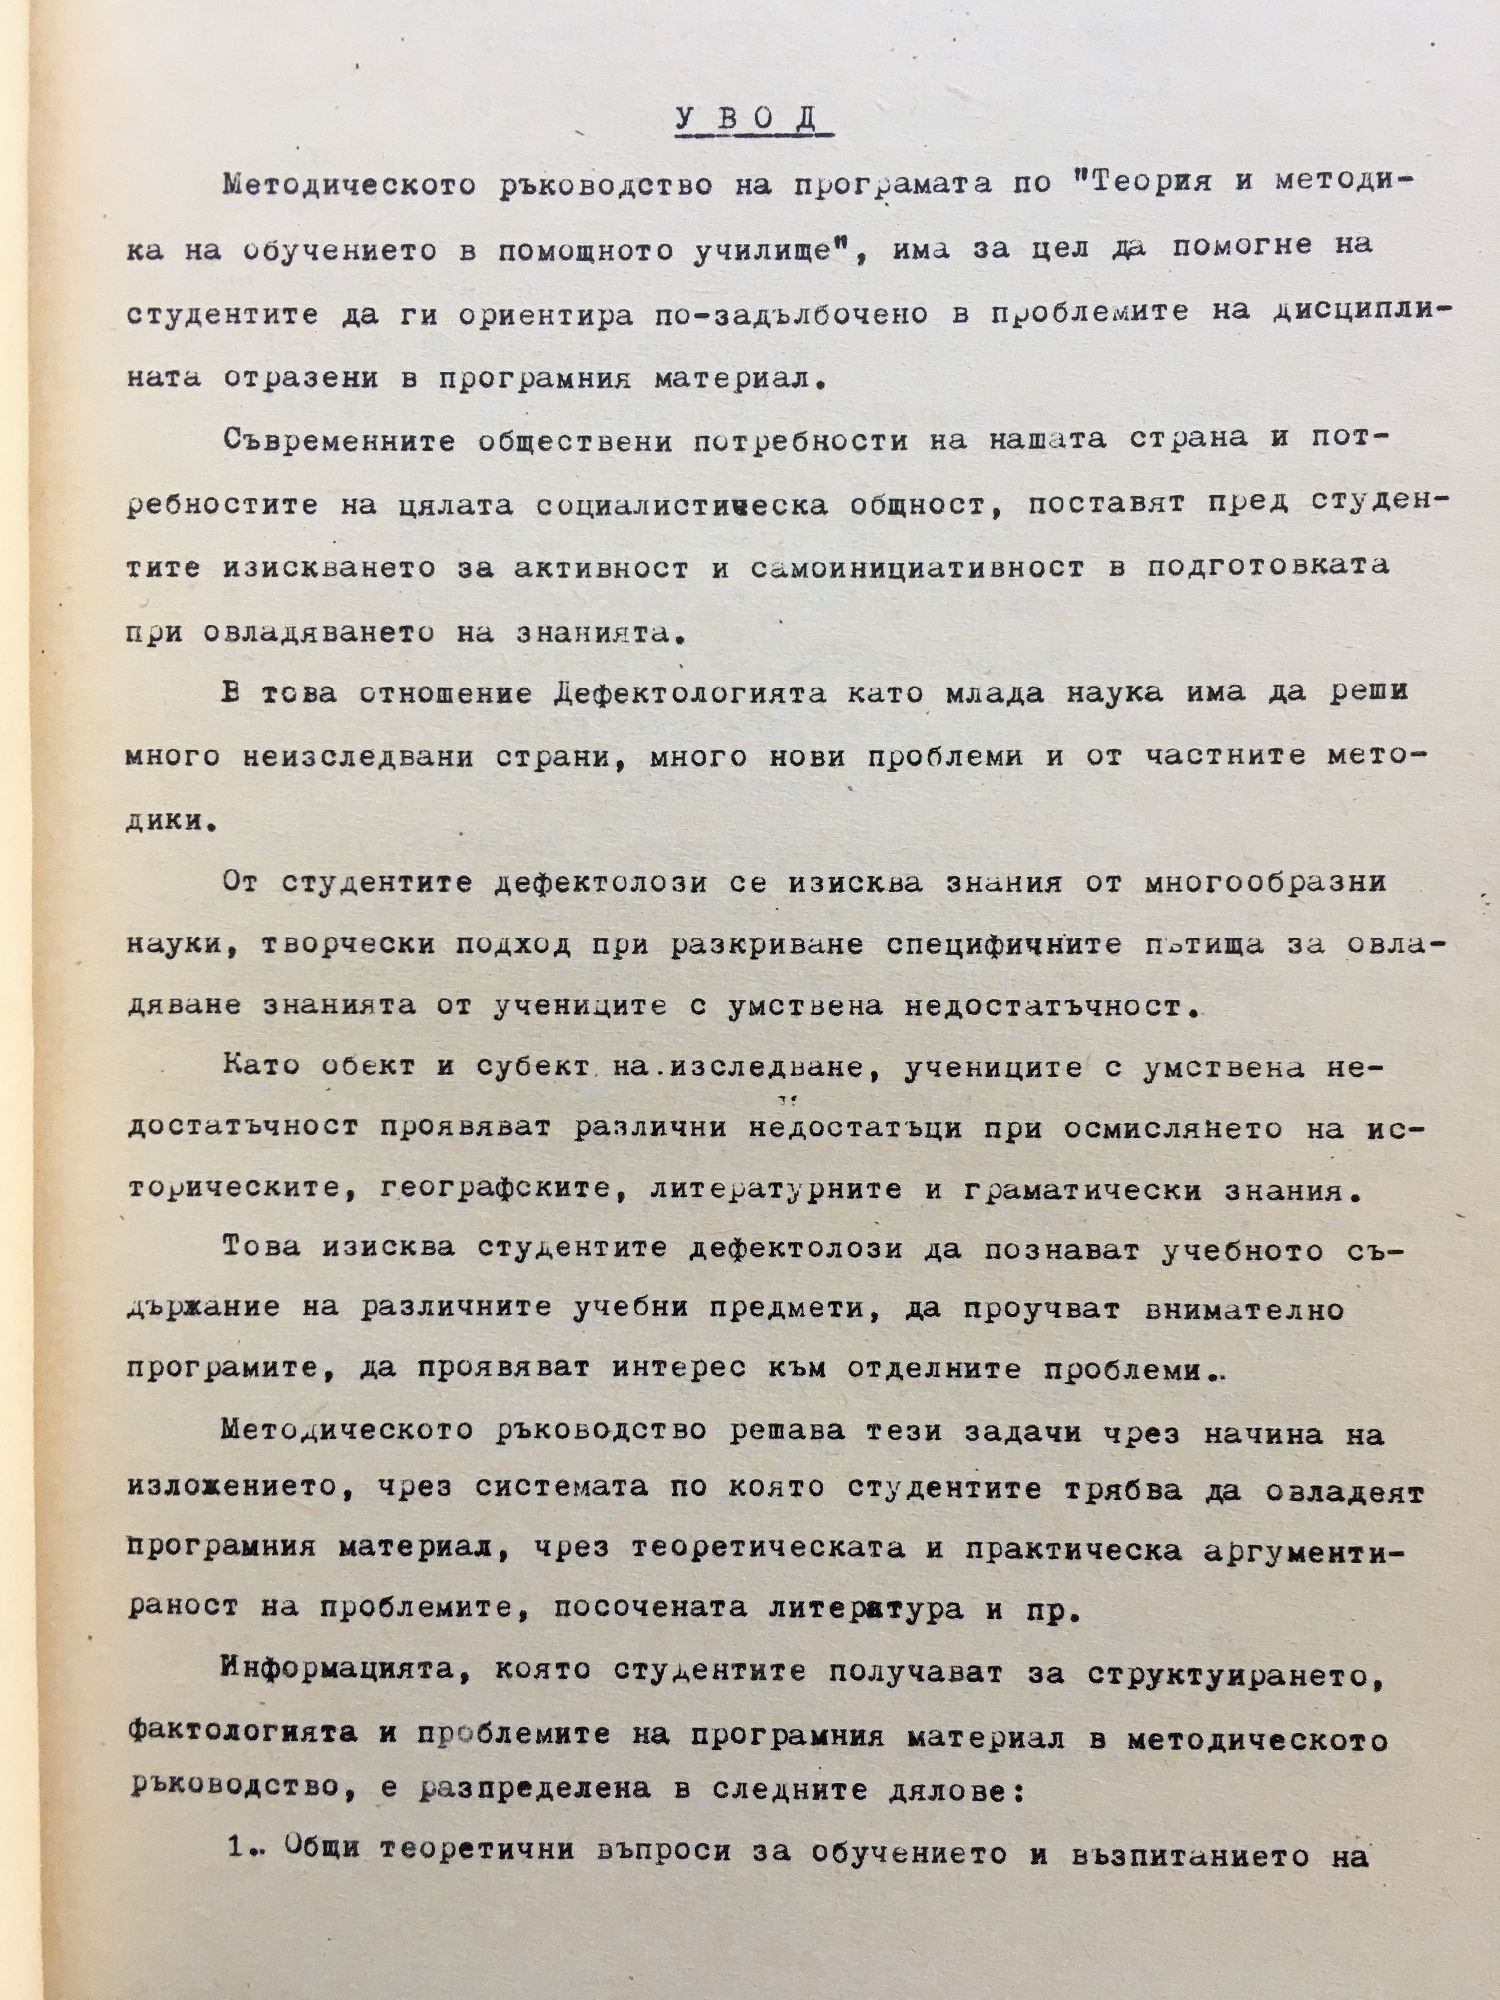 У В О Д
Методическото ръководство на програмата по "Теория и методи-
ка на обучението в помощното училище", има за цел да помогне на
студентите да ги ориентира по-задълбочено в проблемите на дисципли-
ната отразени в програмния материал.
Съвременните обществени потребности на нашата страна и пот-
ребностите на цялата социалистическа общност, поставят пред студен-
тите изискването за активност и самоинициативност в подготовката
при овладяването на знанията.
В това отношение Дефектологията като млада наука има да реши
много неизследвани страни, много нови проблеми и от частните мето-
дики.
От студентите дефектолози се изисква знания от многообразни
науки, творчески подход при разкриване специфичните пътища за овла-
дяване знанията от учениците с умствена недостатъчност.
Като обект и субект на изследване, учениците с умствена не-
достатъчност проявяват различни недостатъци при осмислянето на ис-
торическите, географските, литературните и граматически знания.
Това изисква студентите дефектолози да познават учебното съ-
държание на различните учебни предмети, да проучват внимателно
програмите, да проявяват интерес към отделните проблеми.
Методическото ръководство решава тези задачи чрез начина на
изложението, чрез системата по която студентите трябва да овладеят
програмния материал, чрез теоретическата и практическа аргументи-
раност на проблемите, посочената литература и пр.
Информацията, която студентите получават за структуирането,
фактологията и проблемите на програмния материал в методическото
ръководство, е разпределена в следните дялове:
1. Общи теоретични въпроси за обучението и възпитанието на